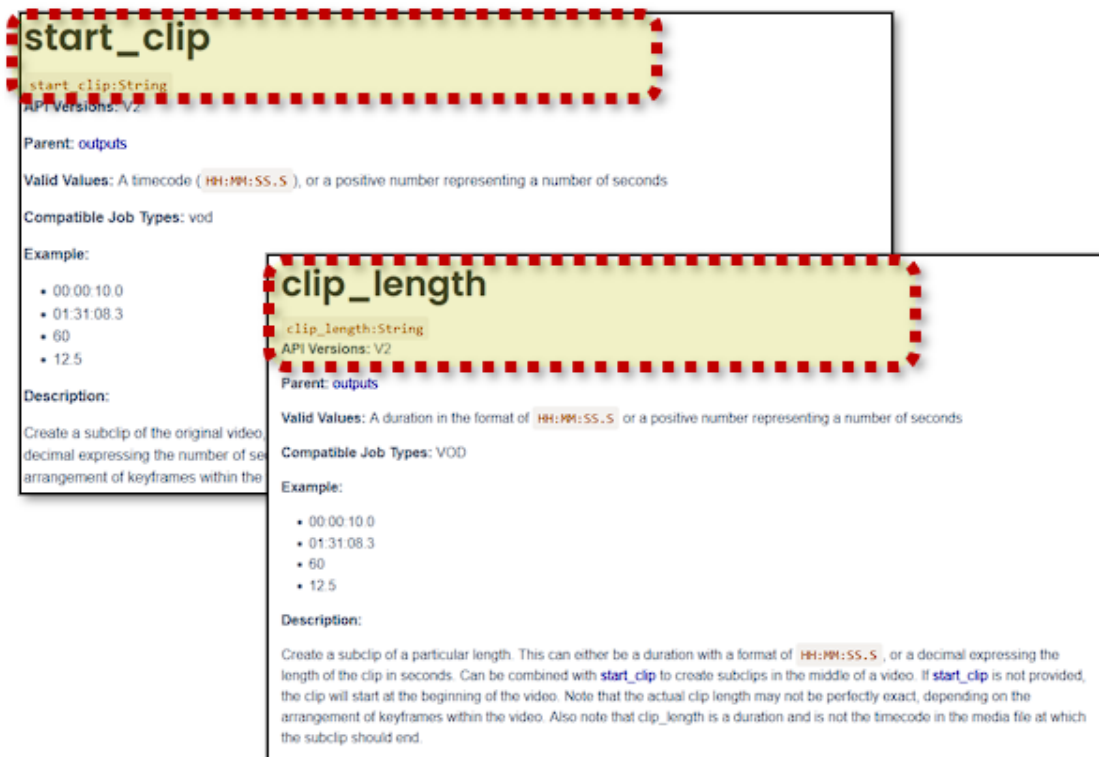 start_clip
start_clip:String
API Versions: V2
Parent: outputs
Valid Values: A timecode ( HH:MM:SS.S ), or a positive number representing a number of seconds
Compatible Job Types: vod
Example:
• 00:00:10.0
• 01:31:08.3
• 60
• 12.5
Description:
Create a subclip of the original video,
decimal expressing the number of se
arrangement of keyframes within the
clip_length
clip_length:String
API Versions: V2
Parent: outputs
Valid Values: A duration in the format of HH:MM:SS.S or a positive number representing a number of seconds
Compatible Job Types: VOD
Example:
• 00:00:10.0
• 01:31:08.3
• 60
• 12.5
Description:
Create a subclip of a particular length. This can either be a duration with a format of HH:MM:SS.S , or a decimal expressing the
length of the clip in seconds. Can be combined with start_clip to create subclips in the middle of a video. If start_clip is not provided,
the clip will start at the beginning of the video. Note that the actual clip length may not be perfectly exact, depending on the
arrangement of keyframes within the video. Also note that clip_length is a duration and is not the timecode in the media file at which
the subclip should end.